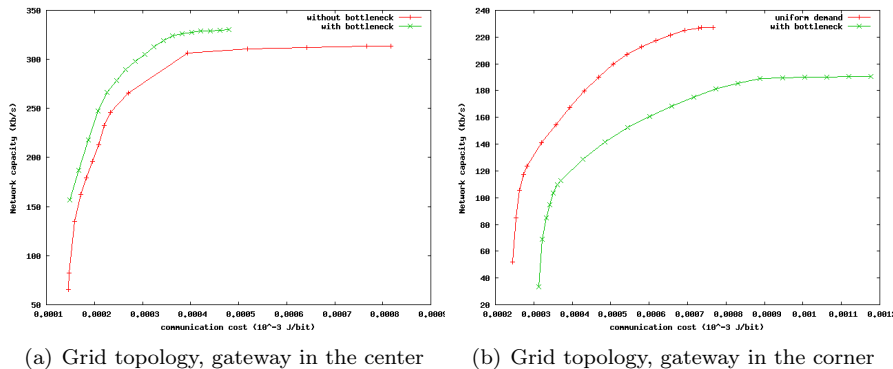 350
300
250
200
150
100
50
Network capacity (Kb/s)
without bottleneck
with bottleneck
0.0001 0.0002 0.0003 0.0004 0.0005 0.0006 0.0007 0.0008 0.0009
communication cost (10^-3 J/bit)
(a) Grid topology, gateway in the center
240
220
200
180
160
140
120
100
80
60
40
20
Network capacity (Kb/s)
uniform demand
with bottleneck
0.0002 0.0003 0.0004 0.0005 0.0006 0.0007 0.0008 0.0009 0.001 0.0011 0.0012
communication cost (10^-3 J/bit)
(b) Grid topology, gateway in the corner